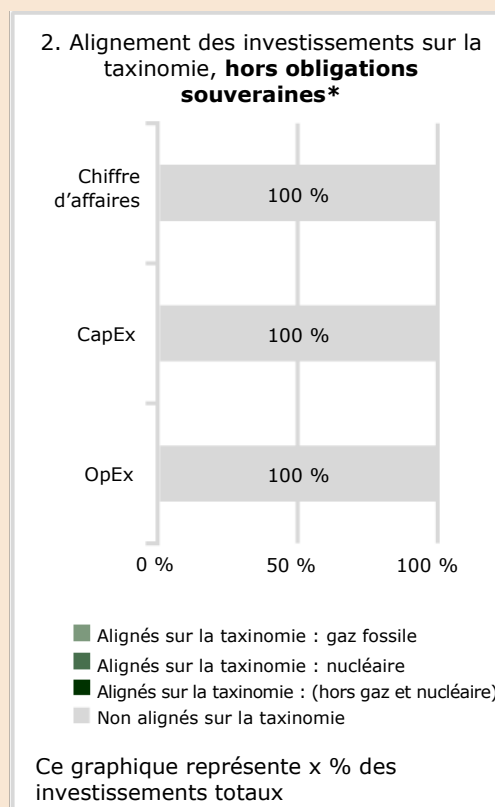 2. Alignement des investissements sur la
taxinomie, hors obligations
souveraines*
Chiffre
d’affaires
100 %
CapEx
100 %
OpEx
100 %
0 %
50 %
100 %
Alignés sur la taxinomie : gaz fossile
Alignés sur la taxinomie : nucléaire
Alignés sur la taxinomie : (hors gaz et nucléaire)
Non alignés sur la taxinomie
Ce graphique représente x % des
investissements totaux